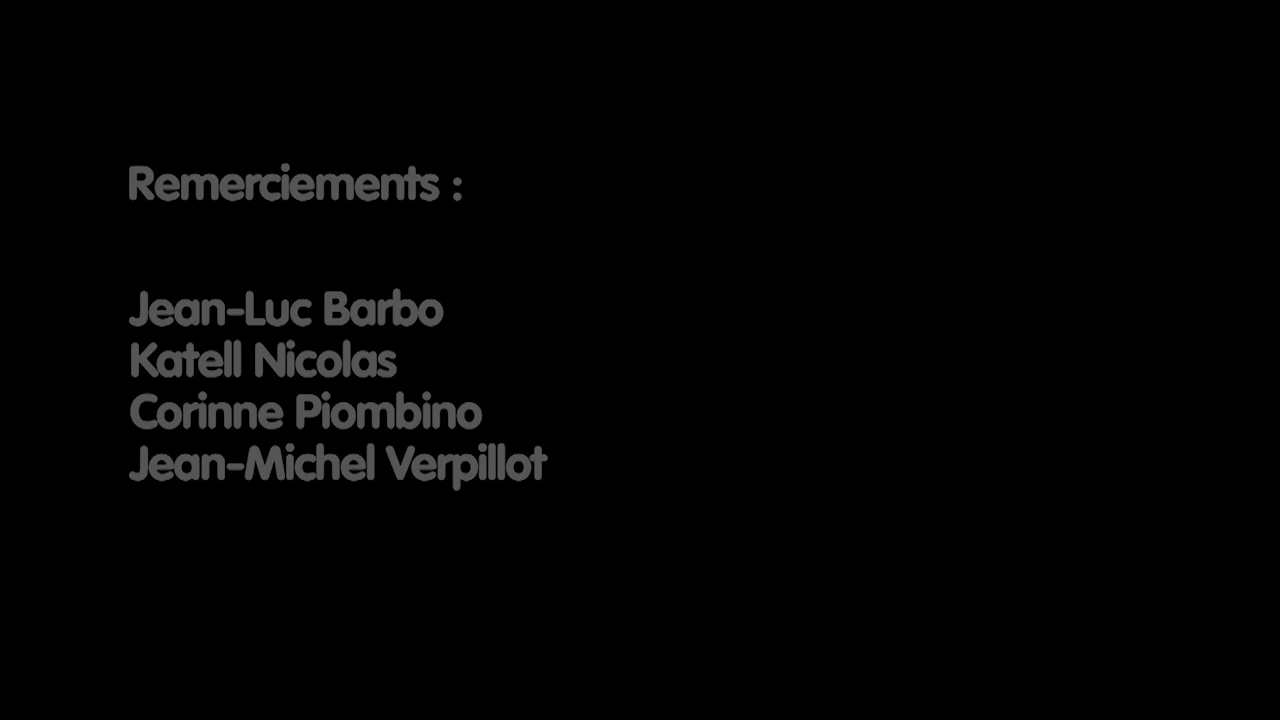 Remerciements :
Jean-Luc Barbo
Katell Nicolas
Corinne Piombino
Jean-Michel Verpillot